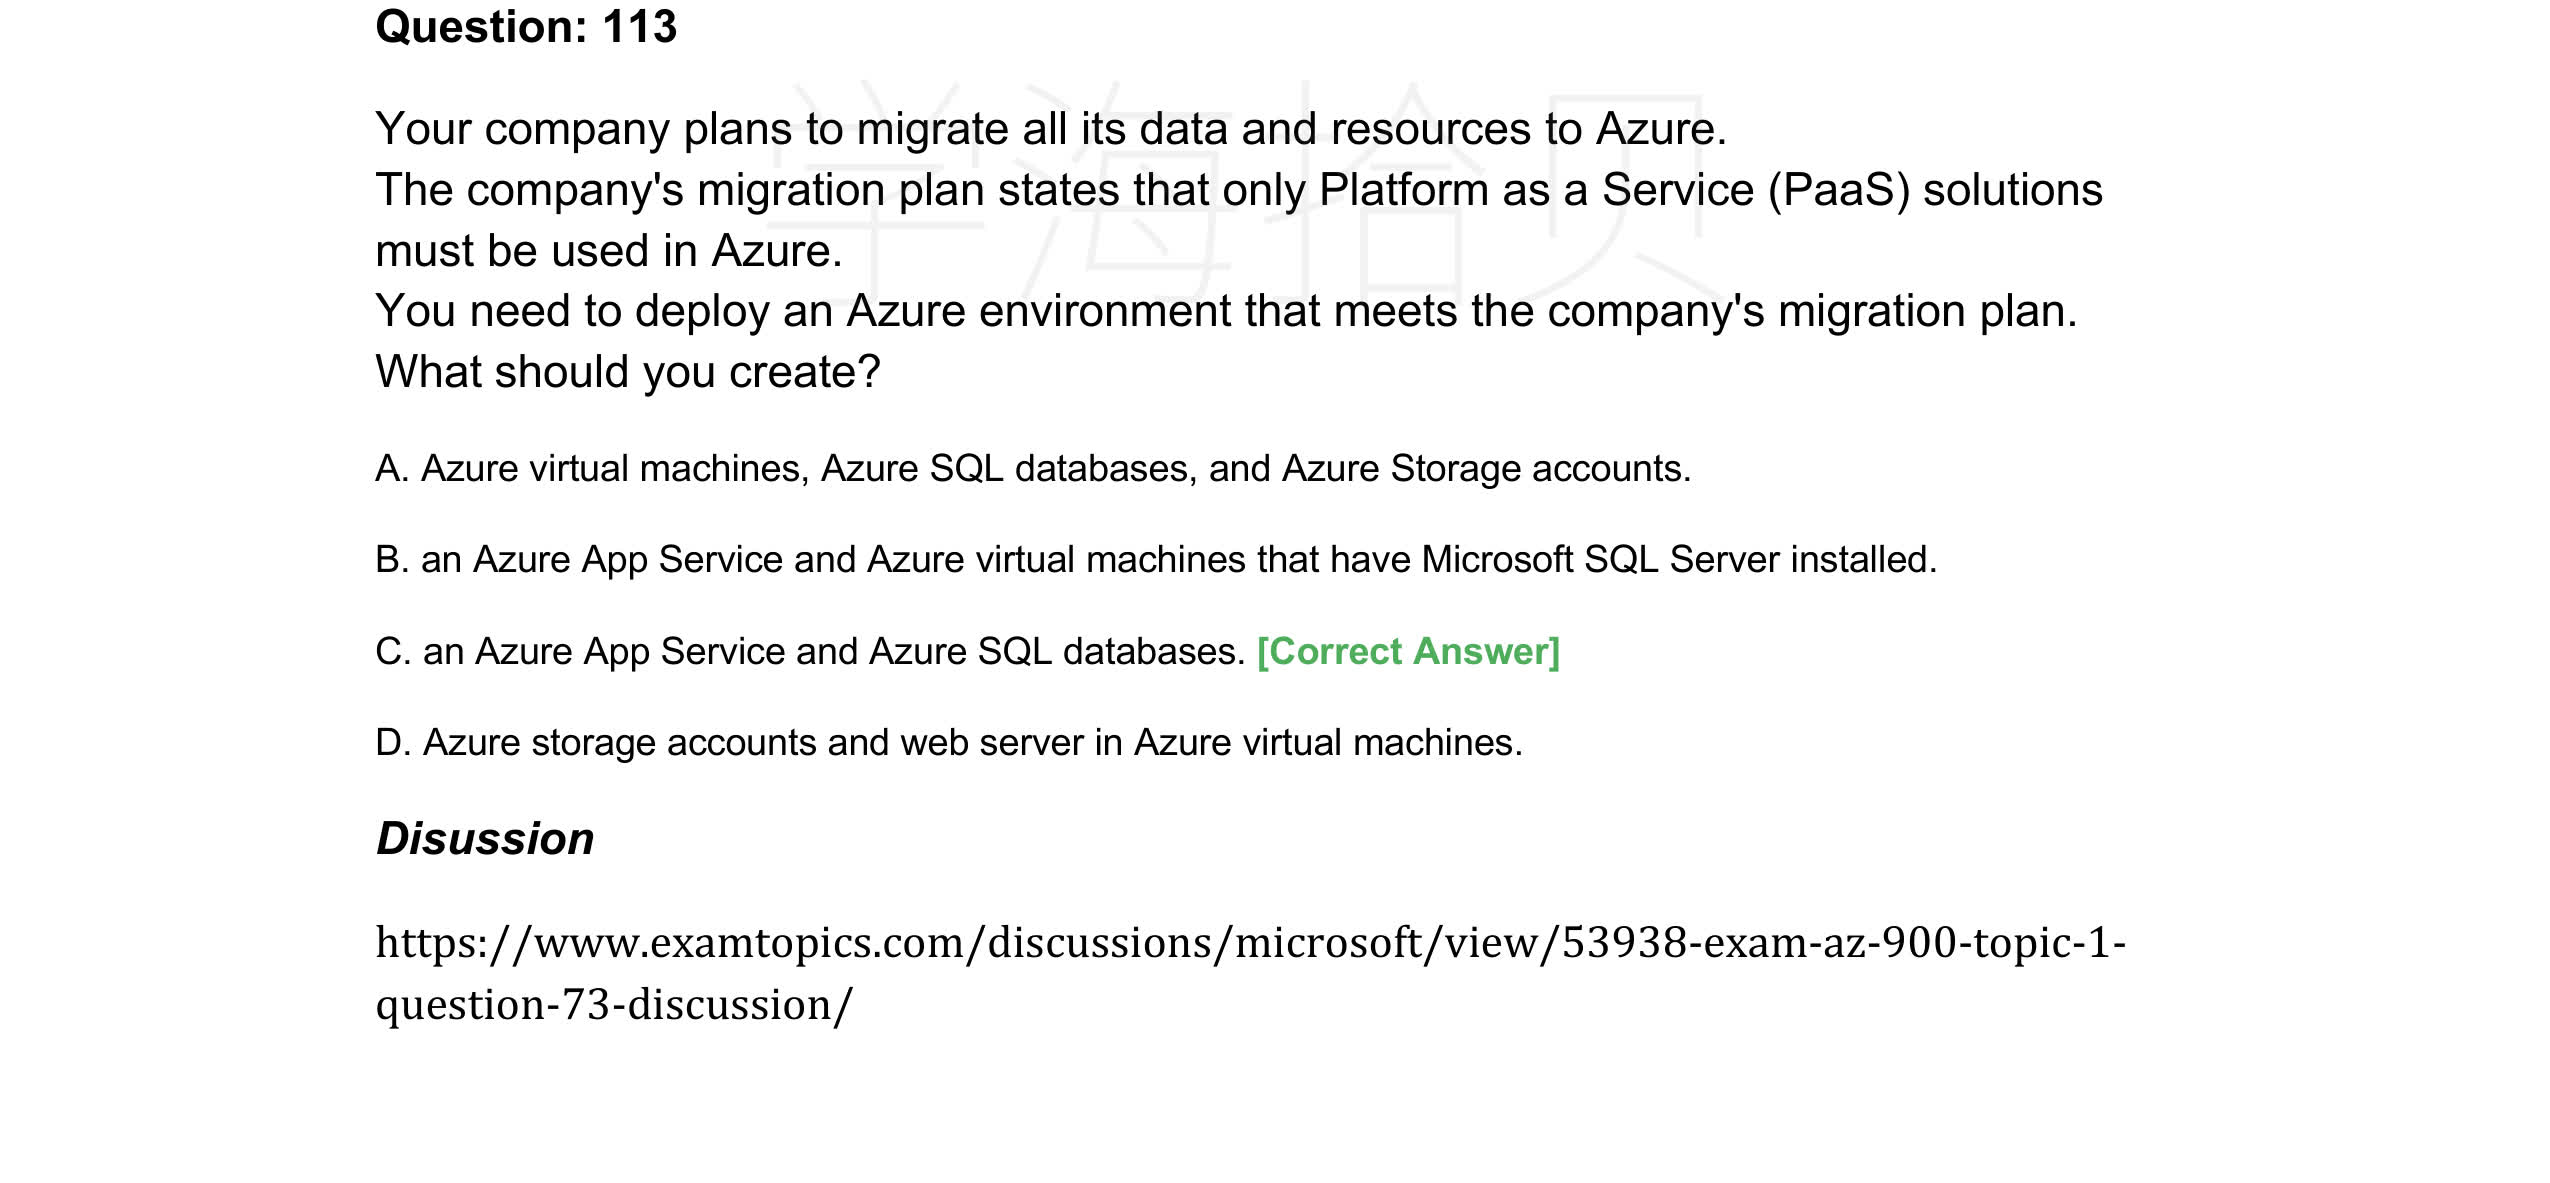 Question: 113
学海拾贝
Your company plans to migrate all its data and resources to Azure.
The company's migration plan states that only Platform as a Service (PaaS) solutions
must be used in Azure.
You need to deploy an Azure environment that meets the company's migration plan.
What should you create?
A. Azure virtual machines, Azure SQL databases, and Azure Storage accounts.
B. an Azure App Service and Azure virtual machines that have Microsoft SQL Server installed.
C. an Azure App Service and Azure SQL databases. [Correct Answer]
D. Azure storage accounts and web server in Azure virtual machines.
Disussion
https://www.examtopics.com/discussions/microsoft/view/53938-exam-az-900-topic-1-
question-73-discussion/